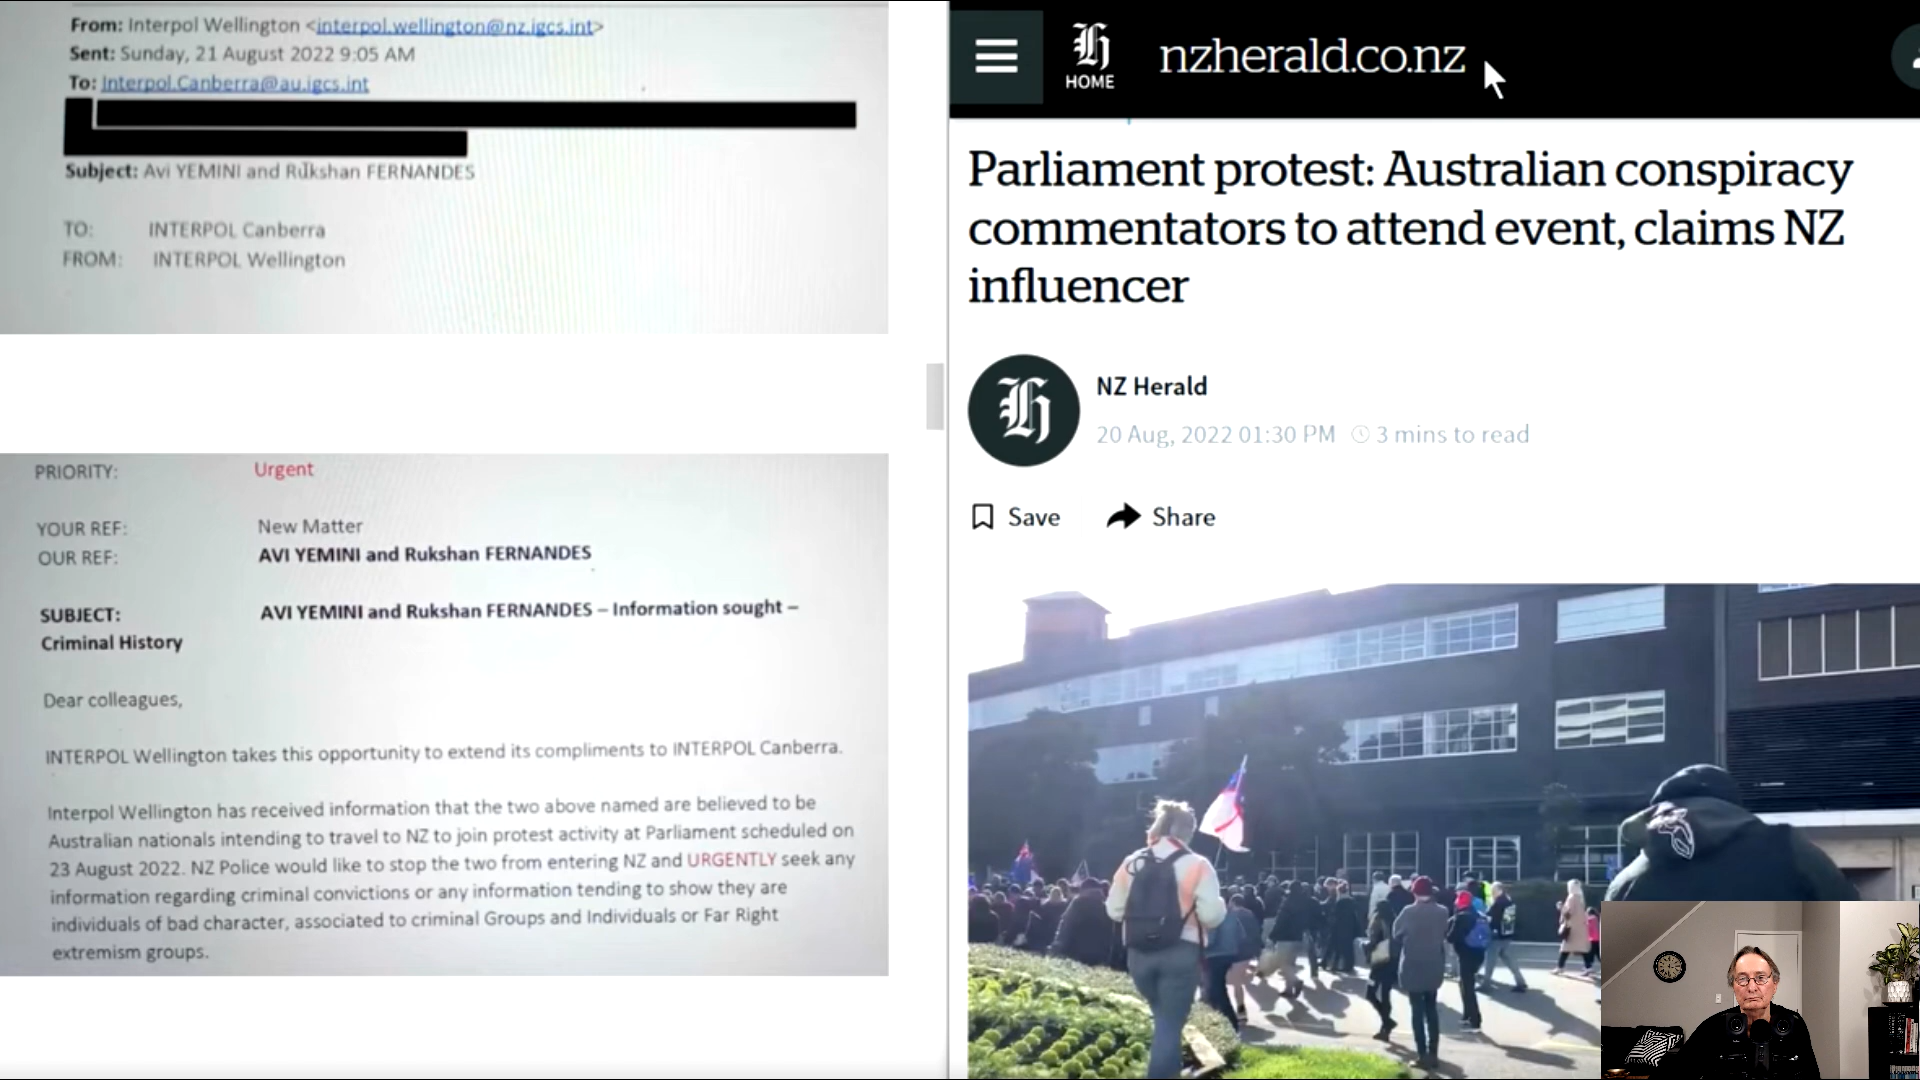 From: Interpol Wellington <interpol.wellington@nz.igcs.int>
Sent: Sunday, 21 August 2022 9:05 AM
To: Interpol.Canberra@au.igcs.int
Subject: Avi YEMINI and Rukshan FERNANDES
TO: INTERPOL Canberra
FROM: INTERPOL Wellington
PRIORITY: Urgent
YOUR REF: New Matter
OUR REF: AVI YEMINI and Rukshan FERNANDES
SUBJECT: AVI YEMINI and Rukshan FERNANDES – Information sought –
Criminal History
Dear colleagues,
INTERPOL Wellington takes this opportunity to extend its compliments to INTERPOL Canberra.
Interpol Wellington has received information that the two above named are believed to be
Australian nationals intending to travel to NZ to join protest activity at Parliament scheduled on
23 August 2022. NZ Police would like to stop the two from entering NZ and URGENTLY seek any
information regarding criminal convictions or any information tending to show they are
individuals of bad character, associated to criminal Groups and Individuals or Far Right
extremism groups.
HOME
nzherald.co.nz
Parliament protest: Australian conspiracy
commentators to attend event, claims NZ
influencer
NZ Herald
20 Aug, 2022 01:30 PM 3 mins to read
Save Share